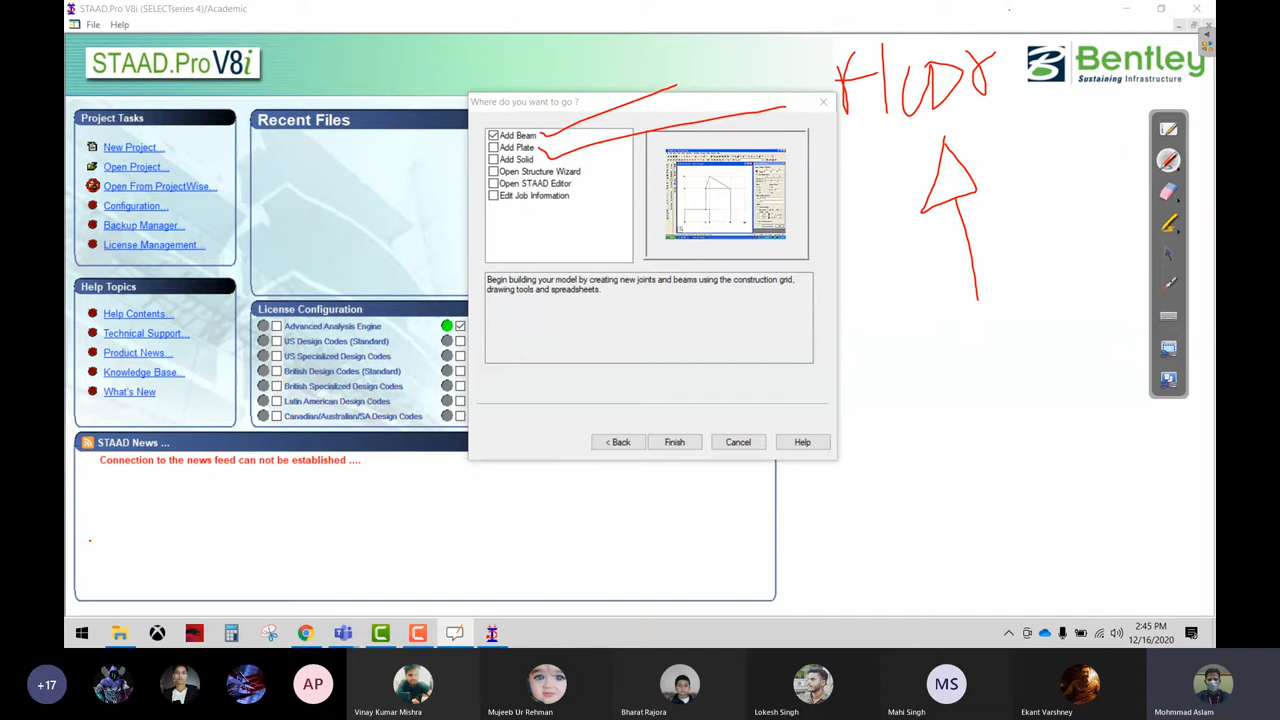 STAAD.Pro V8i (SELECTseries 4)/Academic
File Help
STAAD.Pro V8i
Bentley
Sustaining Infrastructure
Floor
Project Tasks
New Project...
Open Project...
Open From ProjectWise...
Configuration...
Backup Manager...
License Management...
Recent Files
Help Topics
Help Contents...
Technical Support...
Product News...
Knowledge Base...
What's New
License Configuration
Advanced Analysis Engine
US Design Codes (Standard)
US Specialized Design Codes
British Design Codes (Standard)
British Specialized Design Codes
Latin American Design Codes
Canadian/Australian/SA Design Codes
Where do you want to go ?
Add Beam
Add Plate
Add Solid
Open Structure Wizard
Open STAAD Editor
Edit Job Information
Begin building your model by creating new joints and beams using the construction grid,
drawing tools and spreadsheets.
< Back Finish Cancel Help
STAAD News ...
Connection to the news feed can not be established ....
2:45 PM
12/16/2020
+17
AP
MS
Vinay Kumar Mishra
Mujeeb Ur Rehman
Bharat Rajora
Lokesh Singh
Mahi Singh
Ekant Varshney
Mohmmad Aslam